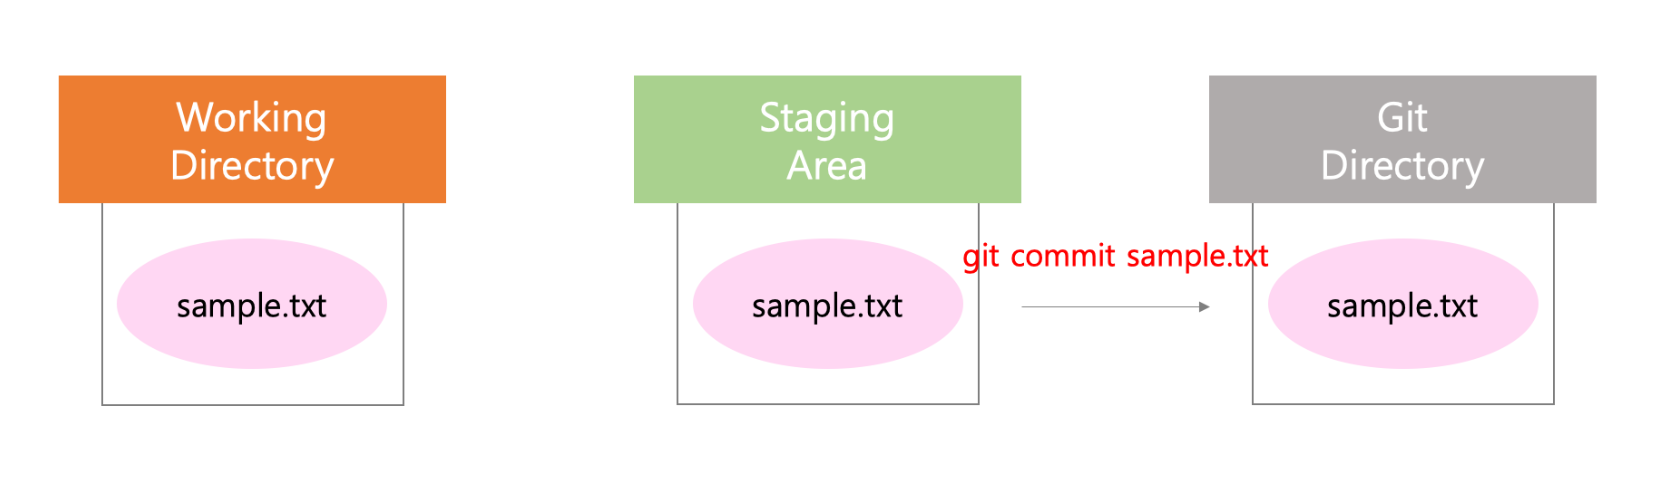 Working
Directory
sample.txt
Staging
Area
sample.txt
git commit sample.txt
Git
Directory
sample.txt